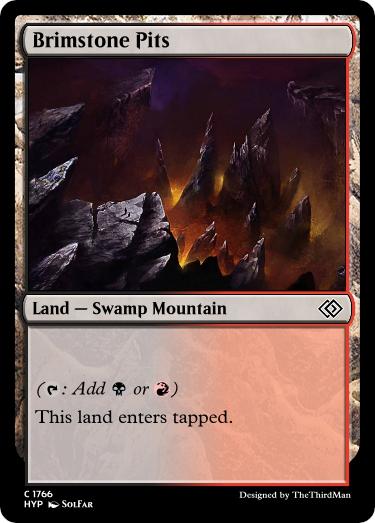 Brimstone Pits
Land — Swamp Mountain
(: Add or )
This land enters tapped.
C 1766
HYP SolFar
Designed by TheThirdMan